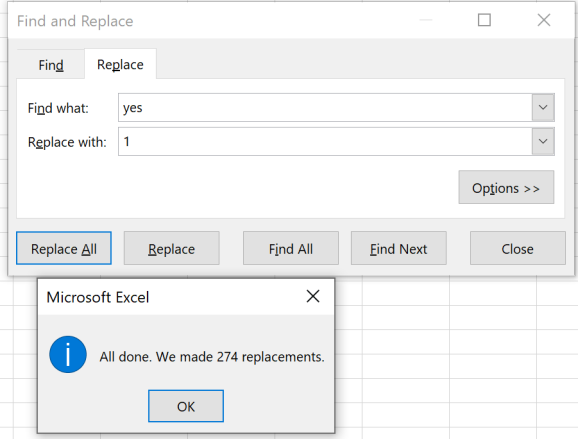 Find and Replace
Find Replace
Find what: yes
Replace with: 1
Options >>
Replace All Replace Find All Find Next Close
Microsoft Excel
All done. We made 274 replacements.
OK